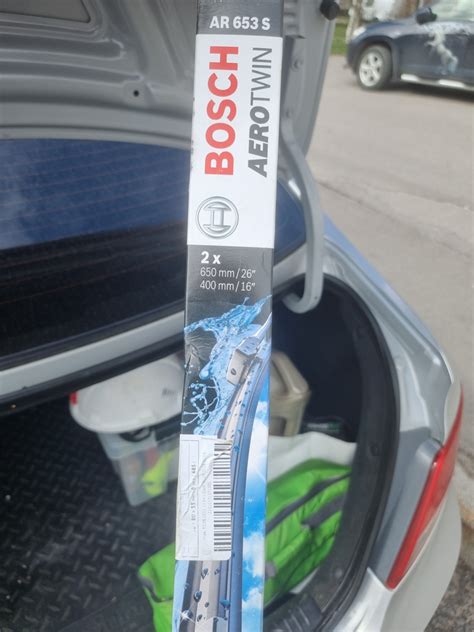 AR 653 S
BOSCH
AEROTWIN
2 x
650 mm / 26"
400 mm / 16"